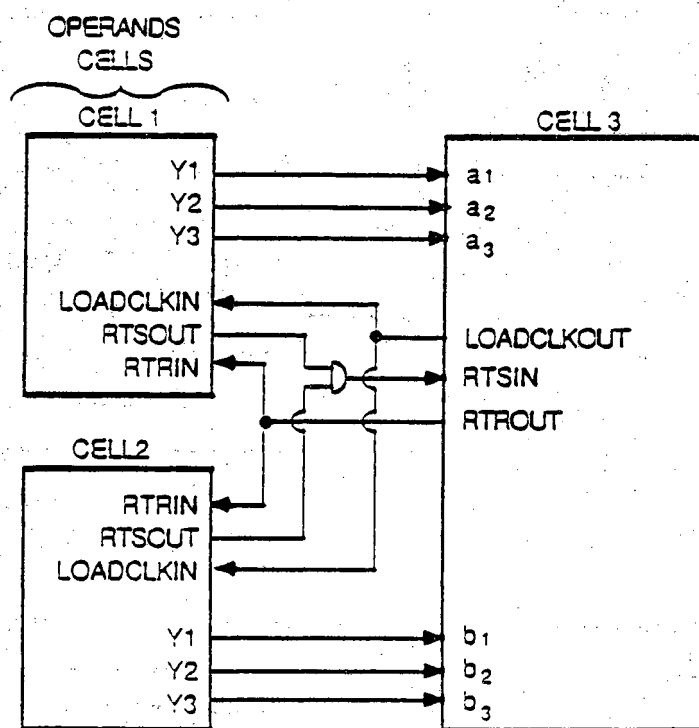 OPERANDS
CELLS
CELL 1
Y1
Y2
Y3
LOADCLKIN
RTSOUT
RTRIN
CELL2
RTRIN
RTSCUT
LOADCLKIN
Y1
Y2
Y3
CELL 3
a1
a2
a3
LOADCLKOUT
RTSIN
RTROUT
b1
b2
b3